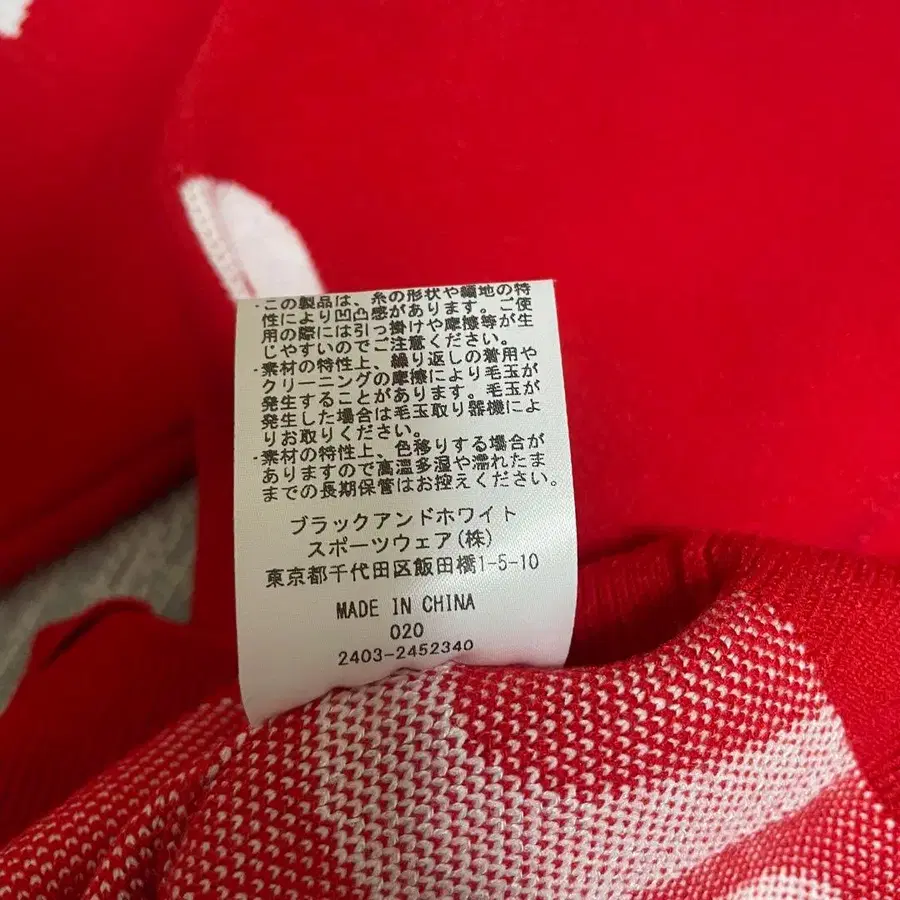 ・この製品は、糸の形状や編地の特
性により凹凸感があります。ご使
用の際には引っ掛けや摩擦等が生
じやすいのでご注意ください。
・素材の特性上、繰り返しの着用や
クリーニングの摩擦により毛玉が
発生することがあります。毛玉が
発生した場合は毛玉取り器機によ
りお取りください。
・素材の特性上、色移りする場合が
ありますので高温多湿や濡れたま
までの長期保管はお控えください。
ブラックアンドホワイト
スポーツウェア(株)
東京都千代田区飯田橋1-5-10
MADE IN CHINA
020
2403-2452340